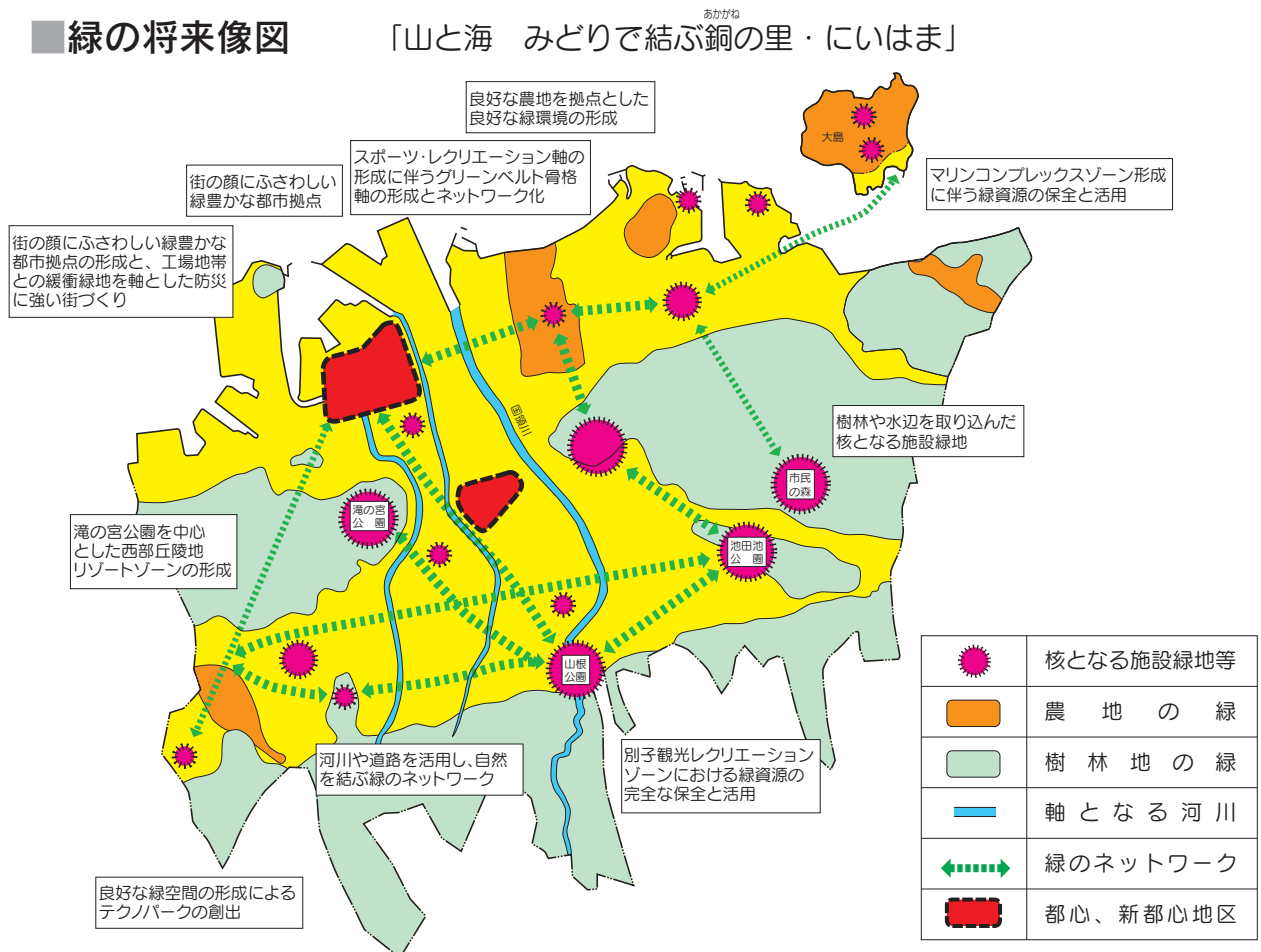 ■緑の将来像図
「山と海　みどりで結ぶ銅の里・にいはま」
あかがね
良好な農地を拠点とした
良好な緑環境の形成
大島
スポーツ・レクリエーション軸の
形成に伴うグリーンベルト骨格
軸の形成とネットワーク化
マリンコンプレックスゾーン形成
に伴う緑資源の保全と活用
街の顔にふさわしい
緑豊かな都市拠点
街の顔にふさわしい緑豊かな
都市拠点の形成と、工場地帯
との緩衝緑地を軸とした防災
に強い街づくり
国領川
樹林や水辺を取り込んだ
核となる施設緑地
市民
の森
滝の宮
公園
滝の宮公園を中心
とした西部丘陵地
リゾートゾーンの形成
池田池
公園
山根
公園
河川や道路を活用し、自然
を結ぶ緑のネットワーク
別子観光レクリエーション
ゾーンにおける緑資源の
完全な保全と活用
良好な緑空間の形成による
テクノパークの創出
核となる施設緑地等
農地の緑
樹林地の緑
軸となる河川
緑のネットワーク
都心、新都心地区